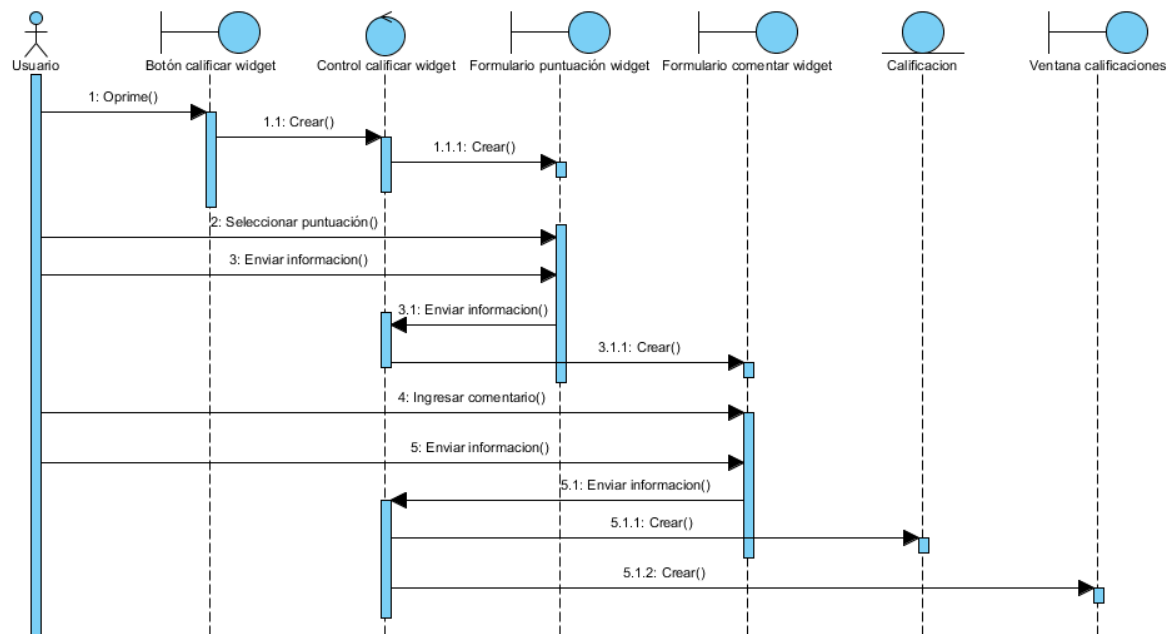 Usuario
Botón calificar widget
Control calificar widget
Formulario puntuación widget
Formulario comentar widget
Calificacion
Ventana calificaciones
1: Oprime()
1.1: Crear()
1.1.1: Crear()
2: Seleccionar puntuación()
3: Enviar informacion()
3.1: Enviar informacion()
3.1.1: Crear()
4: Ingresar comentario()
5: Enviar informacion()
5.1: Enviar informacion()
5.1.1: Crear()
5.1.2: Crear()